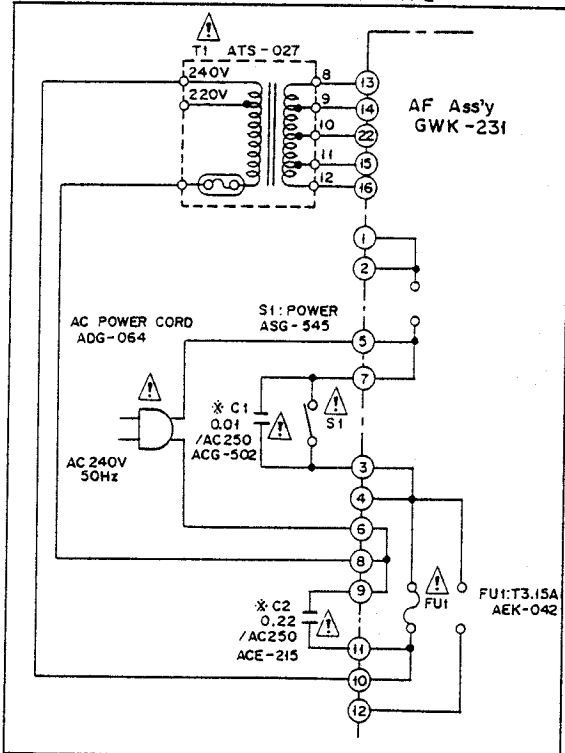 T1 ATS-027
240V
220V
8
9
10
11
12
13
14
22
15
16
AF Ass'y
GWK-231
1
2
S1: POWER
ASG-545
AC POWER CORD
ADG-064
5
7
※ C1
0.01
/AC250
ACG-502
S1
AC 240V
50Hz
3
4
6
8
9
※ C2
0.22
/AC250
ACE-215
FU1
FU1:T3.15A
AEK-042
11
10
12